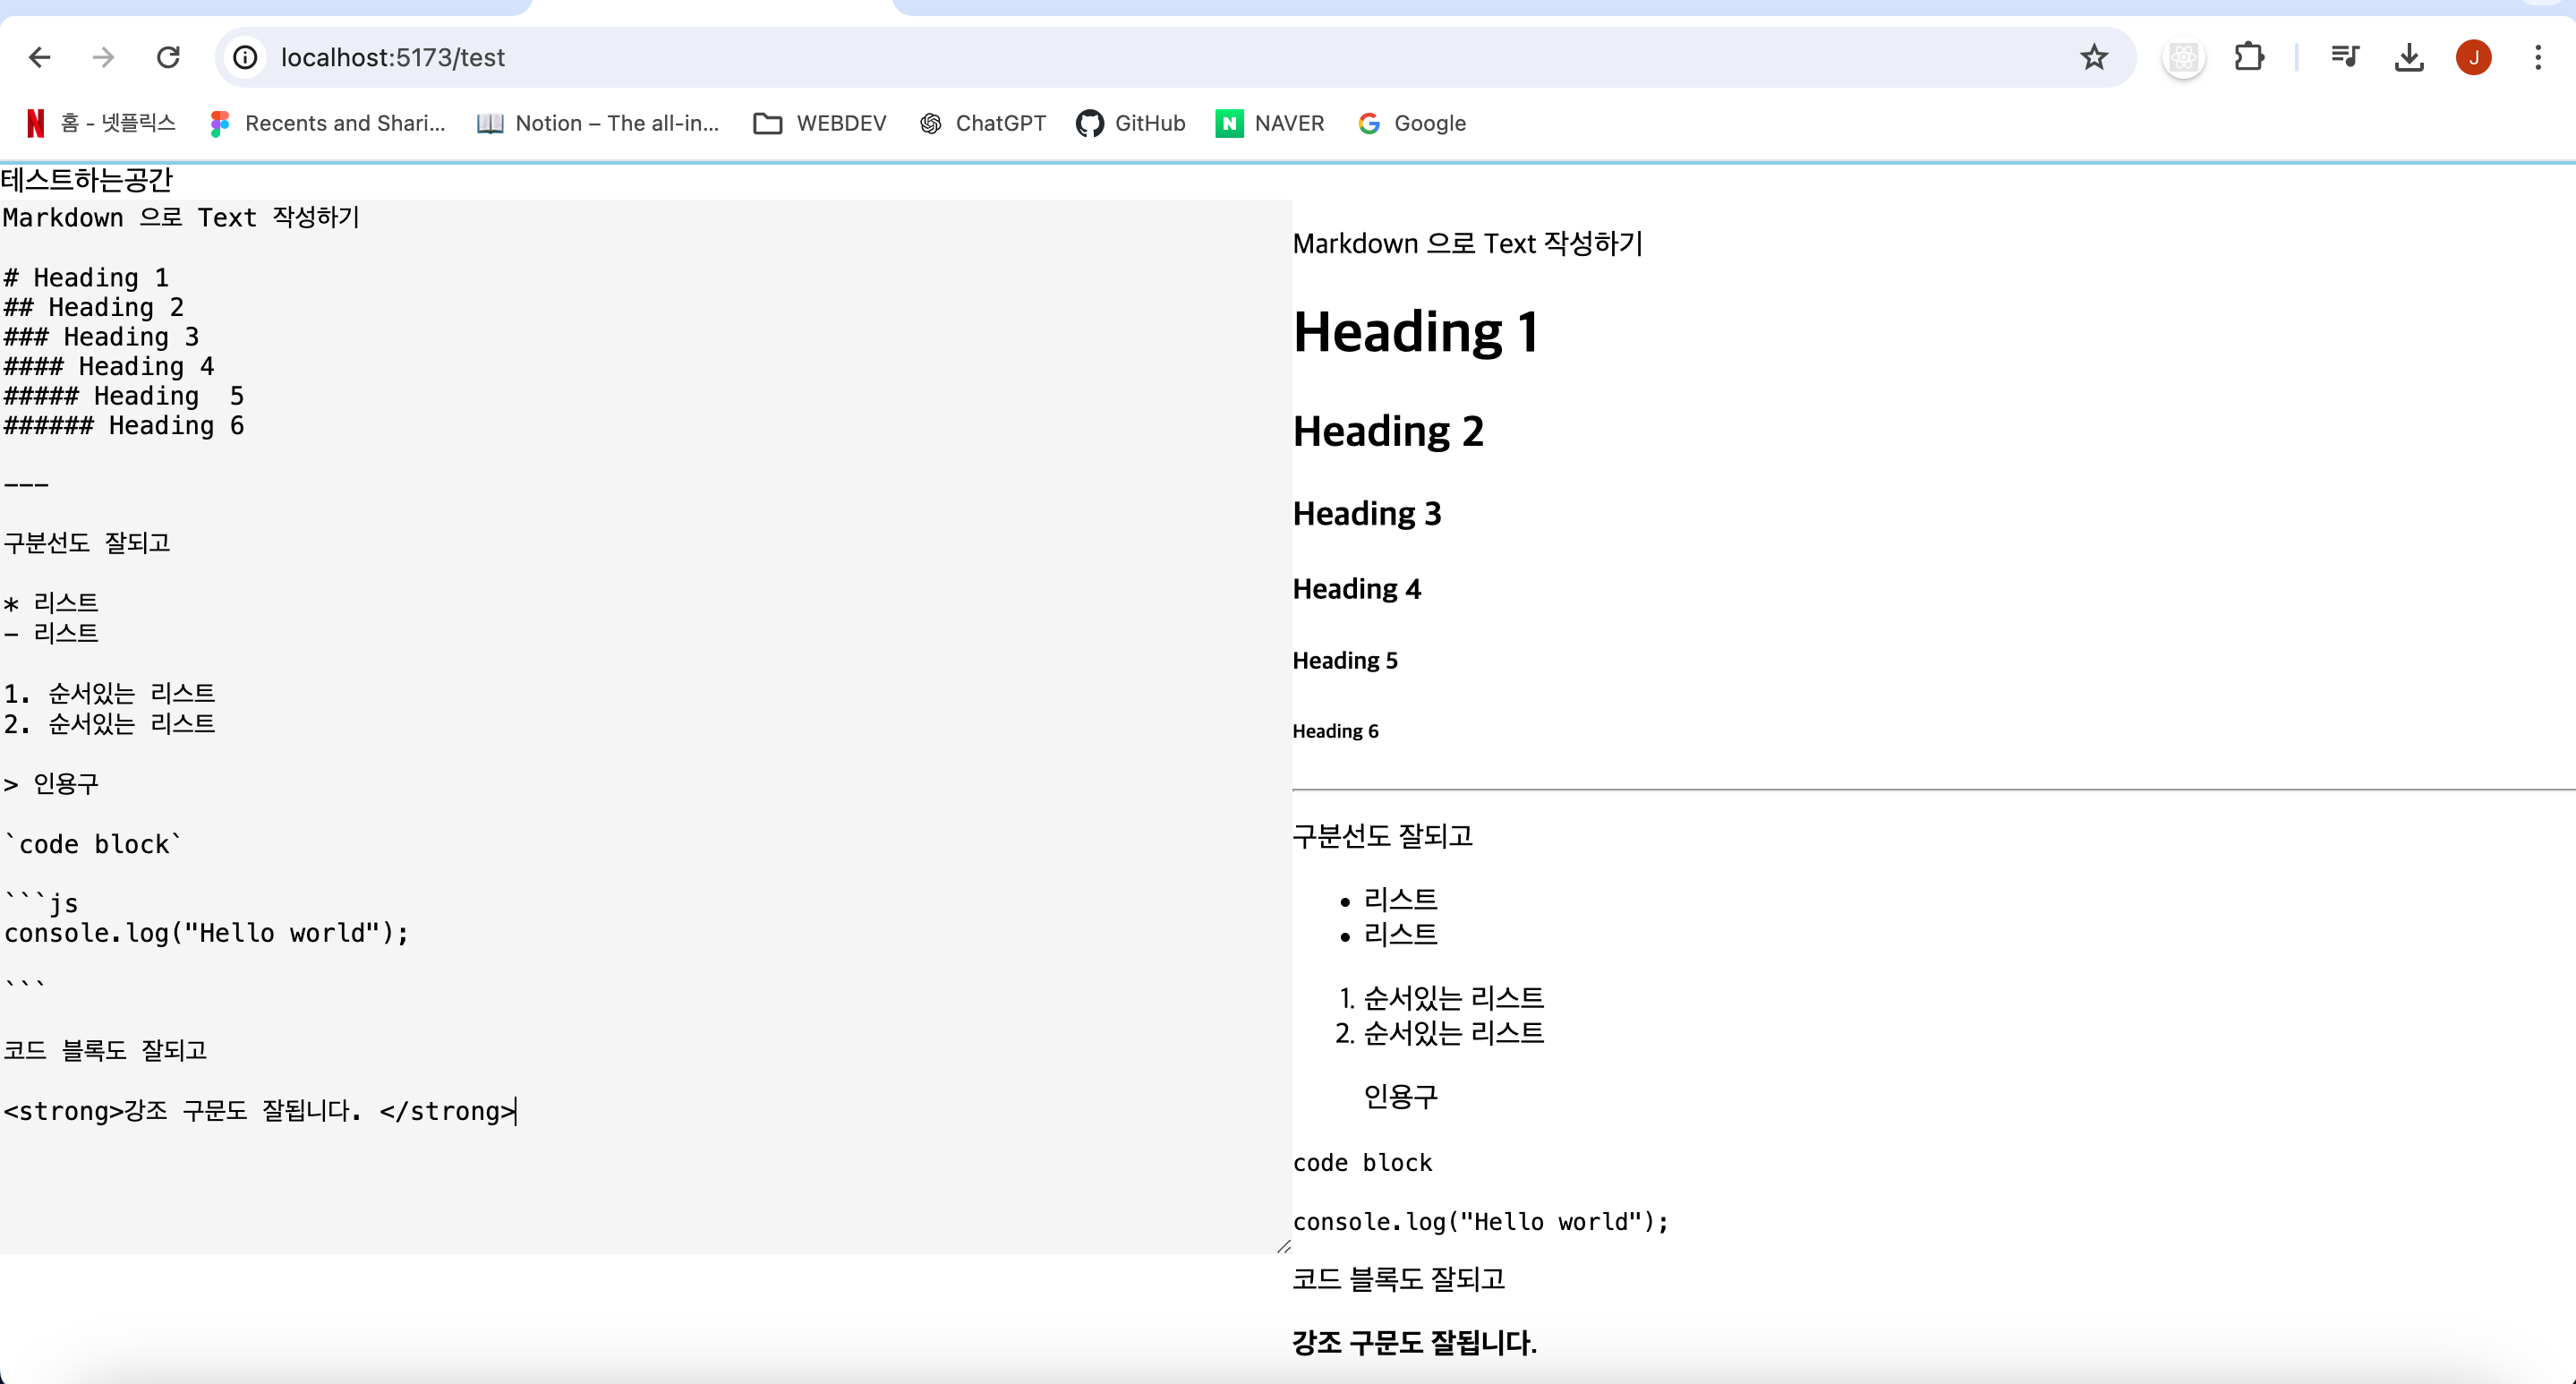 localhost:5173/test
J
홈 - 넷플릭스
Recents and Shari...
Notion – The all-in...
WEBDEV
ChatGPT
GitHub
N NAVER
Google
테스트하는공간
Markdown 으로 Text 작성하기
# Heading 1
## Heading 2
### Heading 3
#### Heading 4
##### Heading  5
###### Heading 6
---
구분선도 잘되고
* 리스트
- 리스트
1. 순서있는 리스트
2. 순서있는 리스트
> 인용구
`code block`
```js
console.log("Hello world");
```
코드 블록도 잘되고
<strong>강조 구문도 잘됩니다. </strong>
Markdown 으로 Text 작성하기
Heading 1
Heading 2
Heading 3
Heading 4
Heading 5
Heading 6
구분선도 잘되고
• 리스트
• 리스트
1. 순서있는 리스트
2. 순서있는 리스트
인용구
code block
console.log("Hello world");
코드 블록도 잘되고
강조 구문도 잘됩니다.